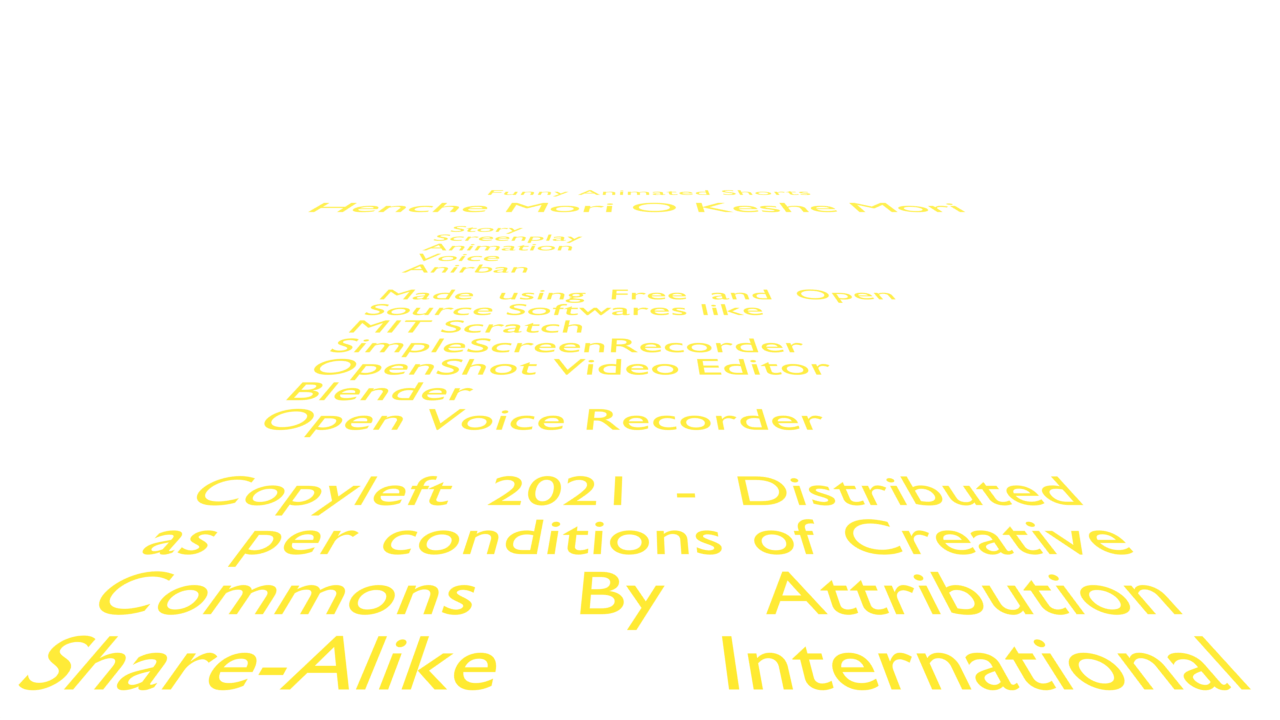 Funny Animated Shorts
Henche Mori O Keshe Mori
Story
Screenplay
Animation
Voice
Anirban
Made using Free and Open
Source Softwares like
MIT Scratch
SimpleScreenRecorder
OpenShot Video Editor
Blender
Open Voice Recorder
Copyleft 2021 - Distributed
as per conditions of Creative
Commons By Attribution
Share-Alike International